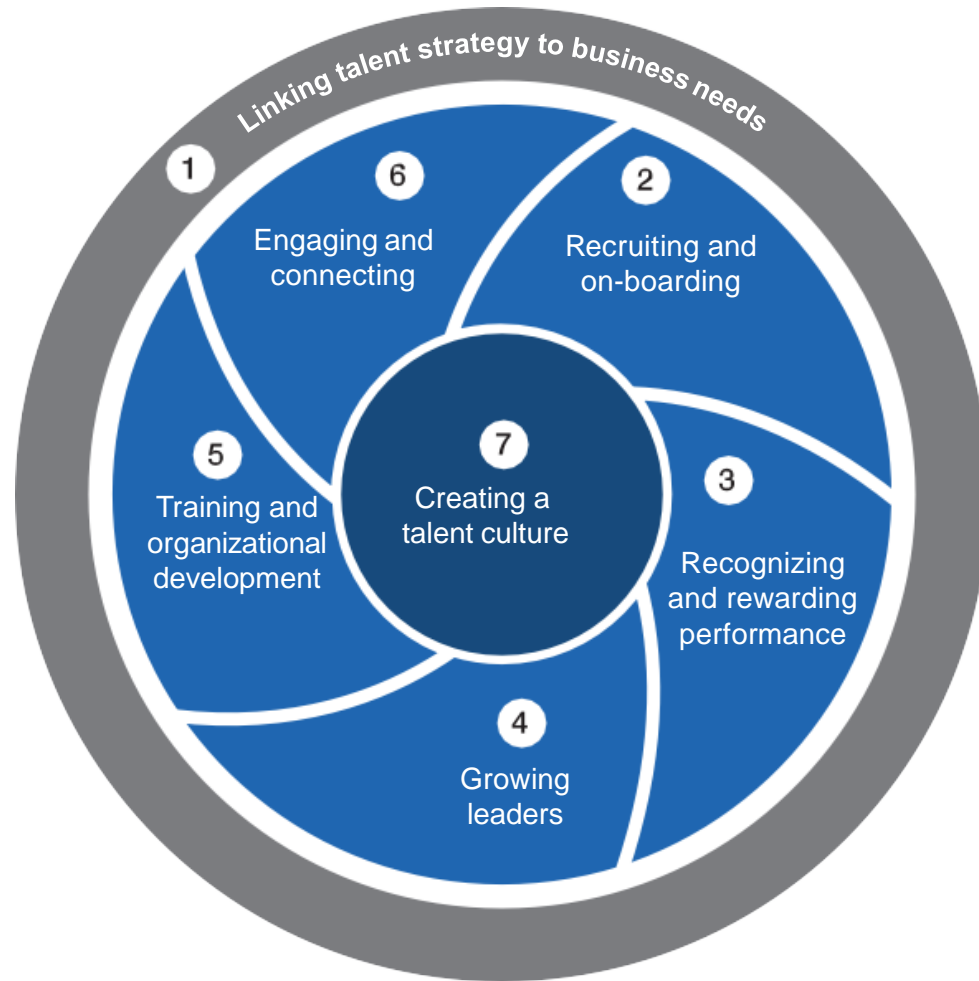 Linking talent strategy to business needs
1
2
Recruiting and
on-boarding
3
Recognizing
and rewarding
performance
4
Growing
leaders
5
Training and
organizational
development
6
Engaging and
connecting
7
Creating a
talent culture